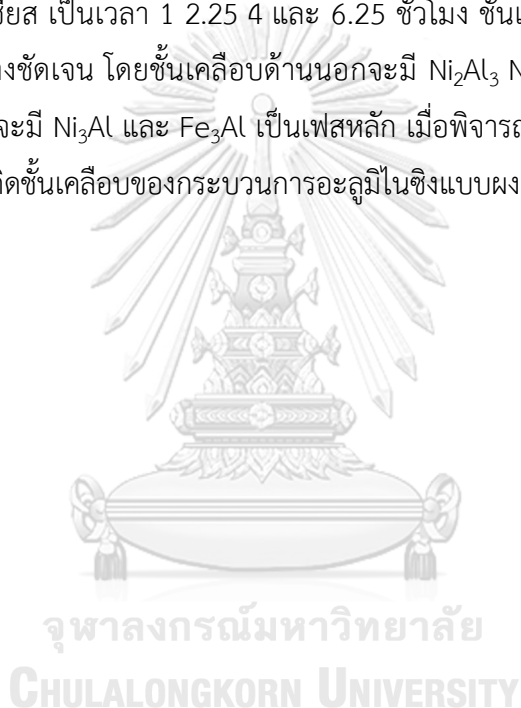 ซียส เป็นเวลา 1 2.25 4 และ 6.25 ชั่วโมง
งชัดเจน โดยชั้นเคลือบด้านนอกจะมี Ni₂Al₃
จะมี Ni₃Al และ Fe₃Al เป็นเฟสหลัก เมื่อพิจาร
กิดชั้นเคลือบของกระบวนการอะลูมิไนซิงแบบผง
จุฬาลงกรณ์มหาวิทยาลัย
CHULALONGKORN UNIVERSITY